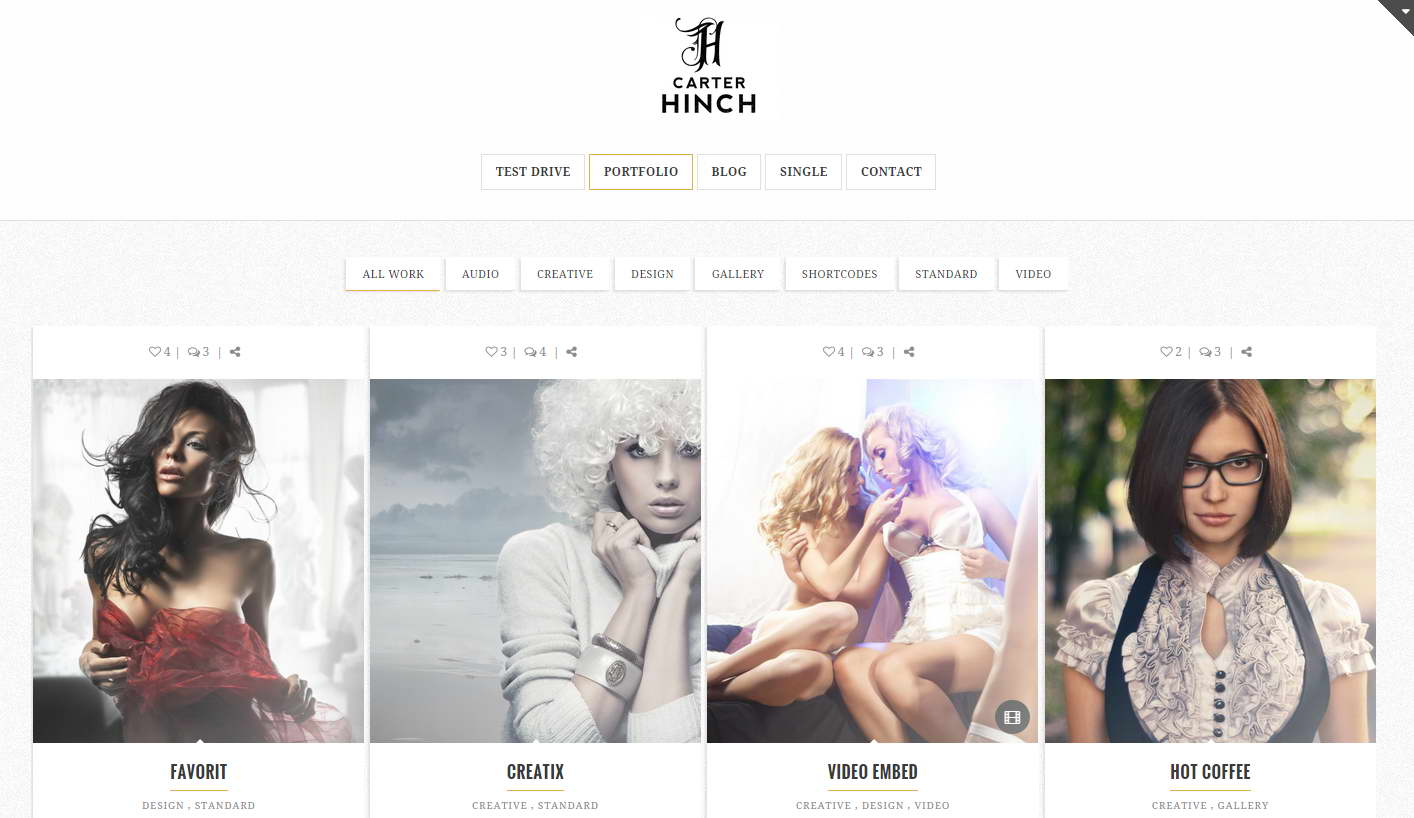 H
CARTER
HINCH
TEST DRIVE PORTFOLIO BLOG SINGLE CONTACT
ALL WORK AUDIO CREATIVE DESIGN GALLERY SHORTCODES STANDARD VIDEO
4 | 3 |
3 | 4 |
4 | 3 |
2 | 3 |
FAVORIT
DESIGN , STANDARD
CREATIX
CREATIVE , STANDARD
VIDEO EMBED
CREATIVE , DESIGN , VIDEO
HOT COFFEE
CREATIVE , GALLERY